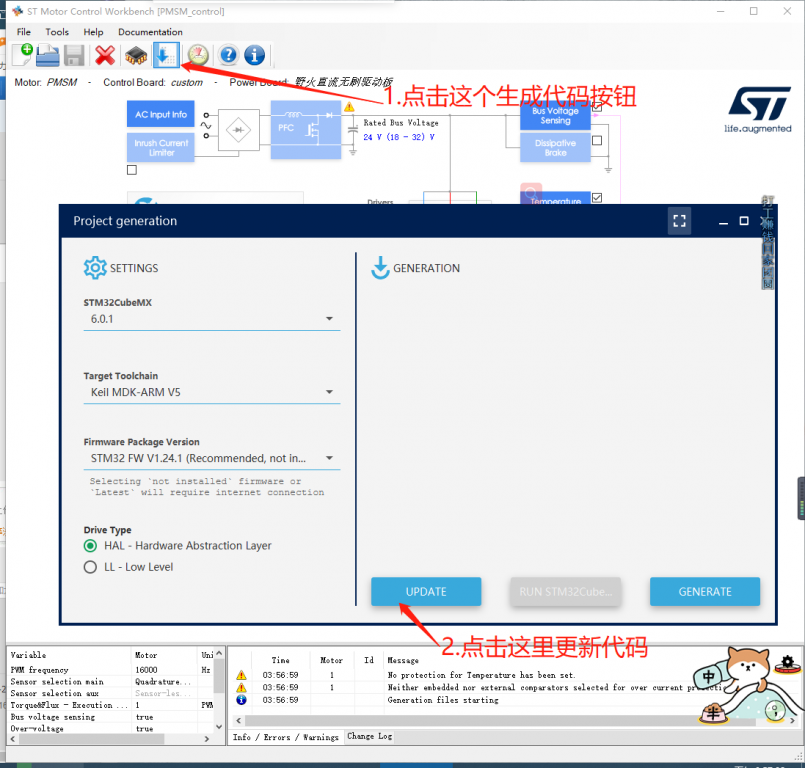 ST Motor Control Workbench [PMSM_control]
File Tools Help Documentation
Motor: PMSM - Control Board: custom - Power Board: 野火直流无刷驱动板
1.点击这个生成代码按钮
AC Input Info
Inrush Current
Limiter
PFC
Rated Bus Voltage
24 V (18 - 32) V
Bus Voltage
Sensing
Dissipative
Brake
ST
life.augmented
Drivers
Temperature
Project generation
SETTINGS
STM32CubeMX
6.0.1
Target Toolchain
Keil MDK-ARM V5
Firmware Package Version
STM32 FW V1.24.1 (Recommended, not in...
Selecting `not installed` firmware or
`Latest` will require internet connection
Drive Type
HAL - Hardware Abstraction Layer
LL - Low Level
GENERATION
UPDATE
RUN STM32Cube...
GENERATE
2.点击这里更新代码
Variable Motor Uni
PWM frequency 16000 Hz
Sensor selection main Quadrature...
Sensor selection aux Sensor-les...
Torque&Flux - Execution ... 1 PWM
Bus voltage sensing true
Over-voltage true
Time Motor Id Message
03:56:59 1 No protection for Temperature has been set.
03:56:59 1 Neither embedded nor external comparators selected for over current protection
03:56:59 Generation files starting
Info / Errors / Warnings Change Log
中
半